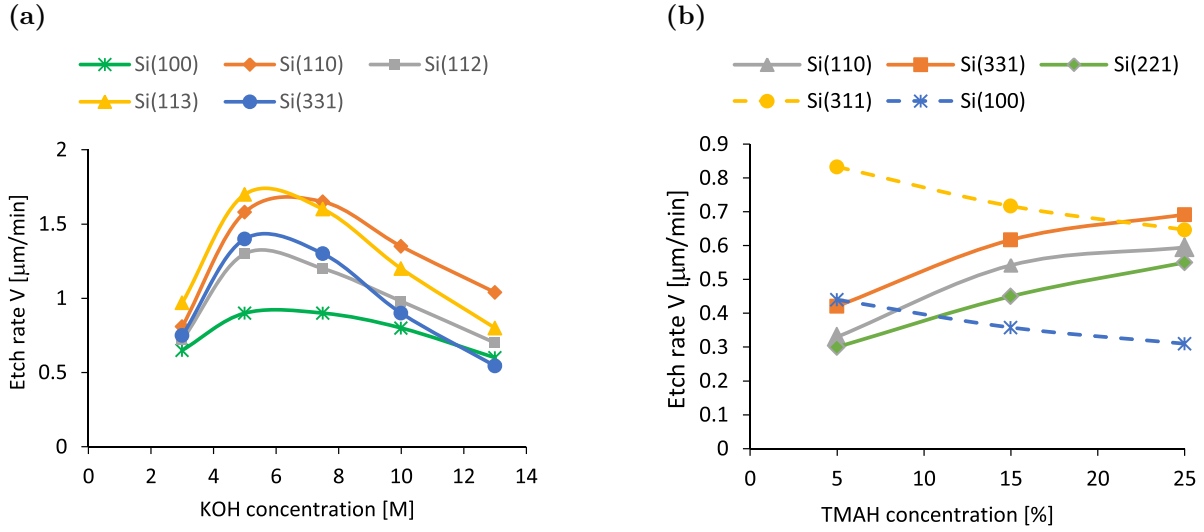 (a)
Si(100) Si(110) Si(112)
Si(113) Si(331)
Etch rate V [µm/min]
2
1.5
1
0.5
0
0 2 4 6 8 10 12 14
KOH concentration [M]
(b)
Si(110) Si(331) Si(221)
Si(311) Si(100)
Etch rate V [µm/min]
0.9
0.8
0.7
0.6
0.5
0.4
0.3
0.2
0.1
0
0 5 10 15 20 25
TMAH concentration [%]